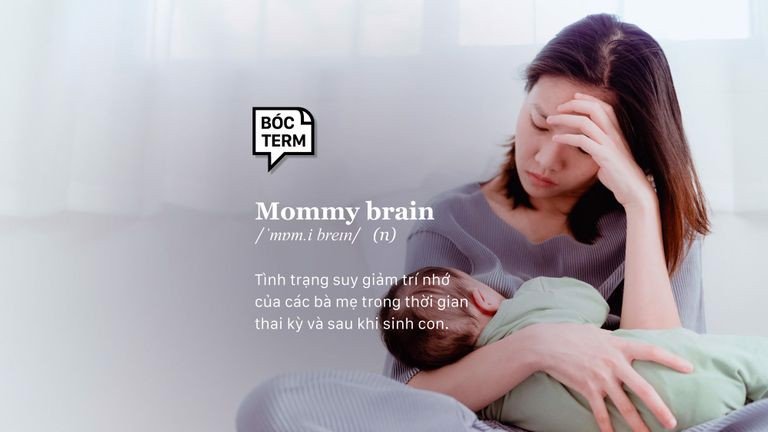 BÓC
TERM
Mommy brain
/ˈmɒm.i breɪn/ (n)
Tình trạng suy giảm trí nhớ
của các bà mẹ trong thời gian
thai kỳ và sau khi sinh con.